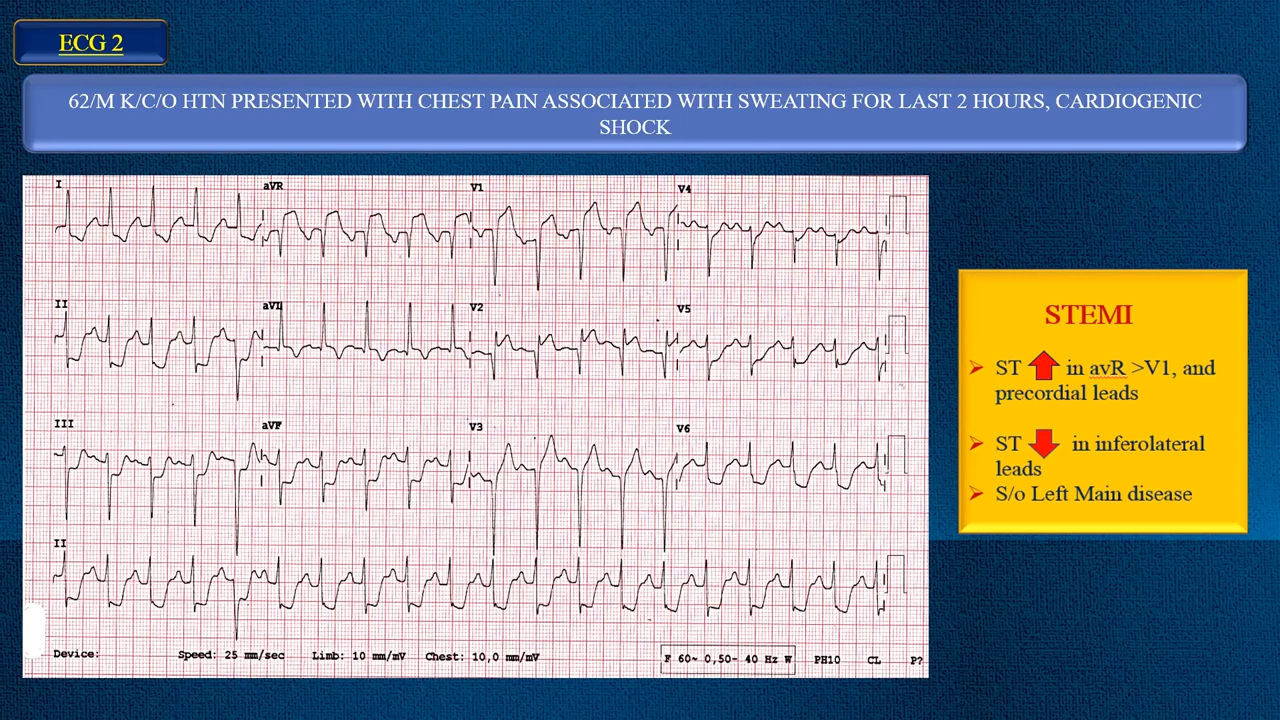 ECG 2
62/M K/C/O HTN PRESENTED WITH CHEST PAIN ASSOCIATED WITH SWEATING FOR LAST 2 HOURS, CARDIOGENIC
SHOCK
I
aVR
V1
V4
II
aVL
V2
V5
III
aVF
V3
V6
II
Device:
Speed: 25 mm/sec
Limb: 10 mm/mV
Chest: 10,0 mm/mV
F 60~ 0,50- 40 Hz W
PH10
CL
P?
STEMI
ST in avR >V1, and
precordial leads
ST in inferolateral
leads
S/o Left Main disease